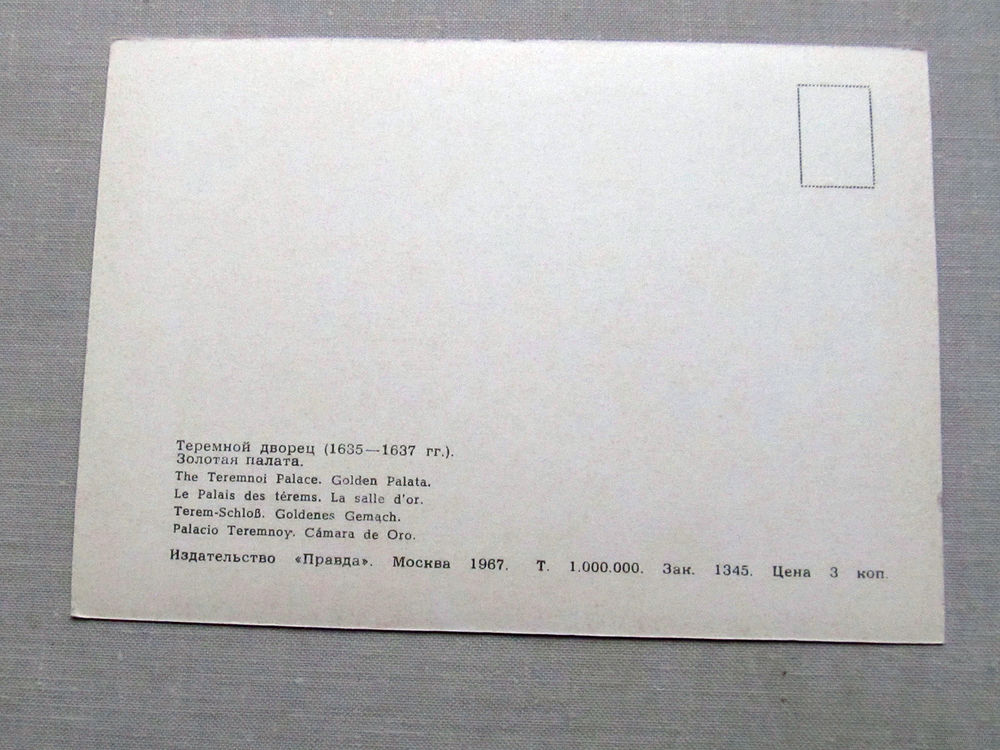 Теремной дворец (1635—1637 гг.).
Золотая палата.
The Teremnoi Palace. Golden Palata.
Le Palais des térems. La salle d'or.
Terem-Schloß. Goldenes Gemach.
Palacio Teremnoy. Cámara de Oro.
Издательство «Правда». Москва 1967. Т. 1.000.000. Зак. 1345. Цена 3 коп.